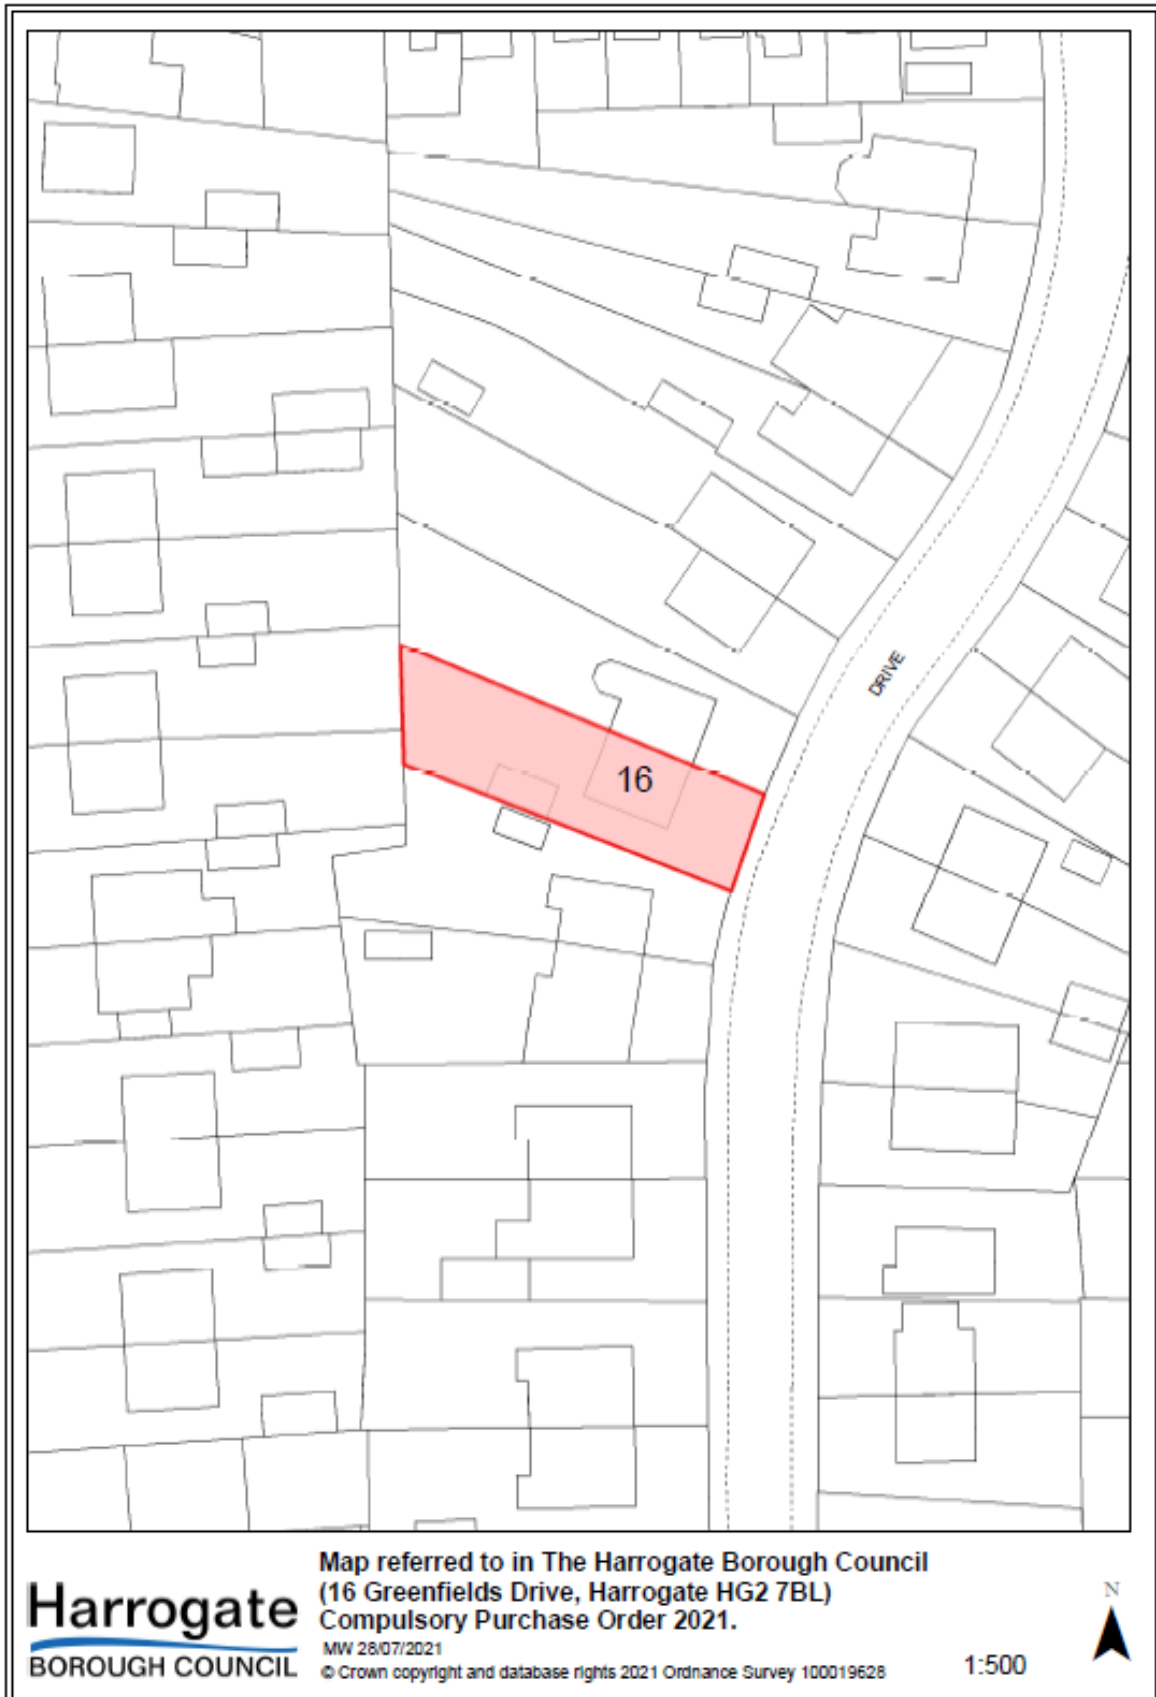 DRIVE
16
Harrogate
BOROUGH COUNCIL
Map referred to in The Harrogate Borough Council
(16 Greenfields Drive, Harrogate HG2 7BL)
Compulsory Purchase Order 2021.
MW 28/07/2021
© Crown copyright and database rights 2021 Ordnance Survey 100019628
1:500
N